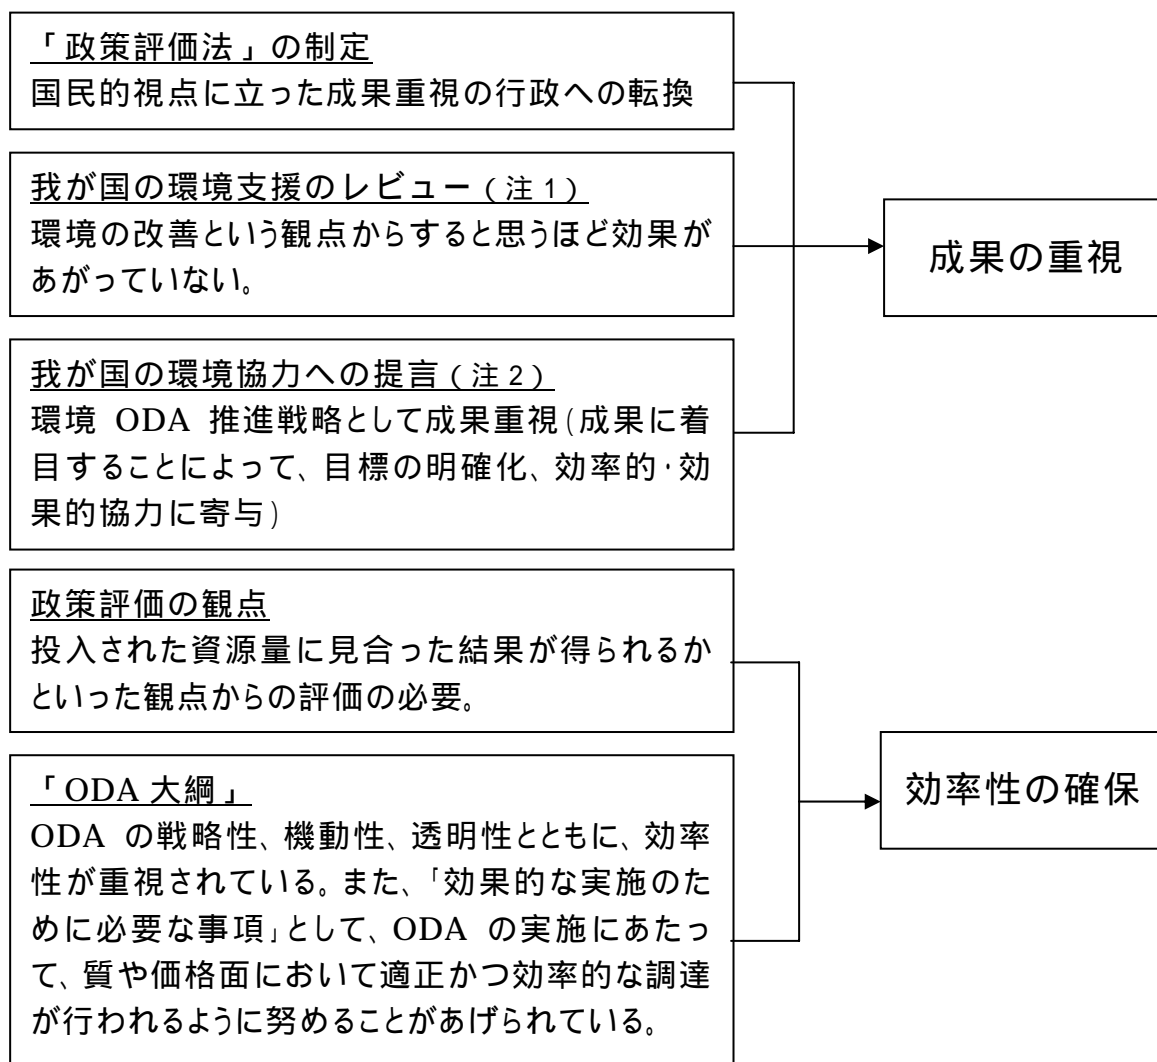 「政策評価法」の制定
国民的視点に立った成果重視の行政への転換
我が国の環境支援のレビュー(注1)
環境の改善という観点からすると思うほど効果が
あがっていない。
我が国の環境協力への提言(注2)
環境 ODA 推進戦略として成果重視(成果に着
目することによって、目標の明確化、効率的・効
果的協力に寄与)
成果の重視
政策評価の観点
投入された資源量に見合った結果が得られるか
といった観点からの評価の必要。
「ODA 大綱」
ODA の戦略性、機動性、透明性とともに、効率
性が重視されている。また、「効果的な実施のた
めに必要な事項」として、ODA の実施にあたっ
て、質や価格面において適正かつ効率的な調達
が行われるように努めることがあげられている。
効率性の確保